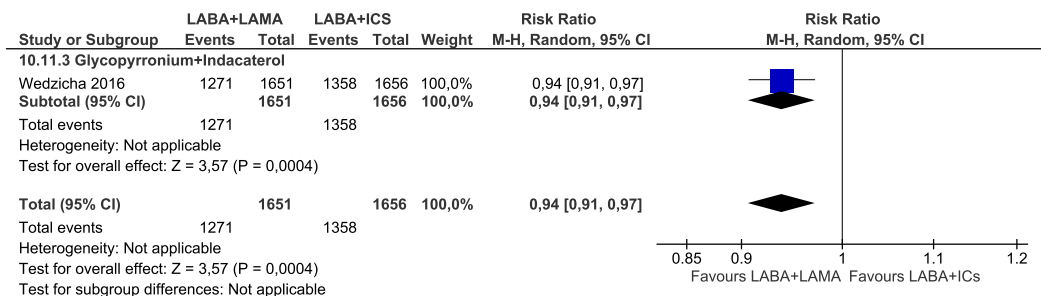 LABA+LAMA LABA+ICS Risk Ratio Risk Ratio
Study or Subgroup Events Total Events Total Weight M-H, Random, 95% CI M-H, Random, 95% CI
10.11.3 Glycopyrronium+Indacaterol
Wedzicha 2016 1271 1651 1358 1656 100,0% 0,94 [0,91, 0,97]
Subtotal (95% CI) 1651 1656 100,0% 0,94 [0,91, 0,97]
Total events 1271 1358
Heterogeneity: Not applicable
Test for overall effect: Z = 3,57 (P = 0,0004)
Total (95% CI) 1651 1656 100,0% 0,94 [0,91, 0,97]
Total events 1271 1358
Heterogeneity: Not applicable
Test for overall effect: Z = 3,57 (P = 0,0004)
Test for subgroup differences: Not applicable
0.85 0.9 1 1.1 1.2
Favours LABA+LAMA Favours LABA+ICs